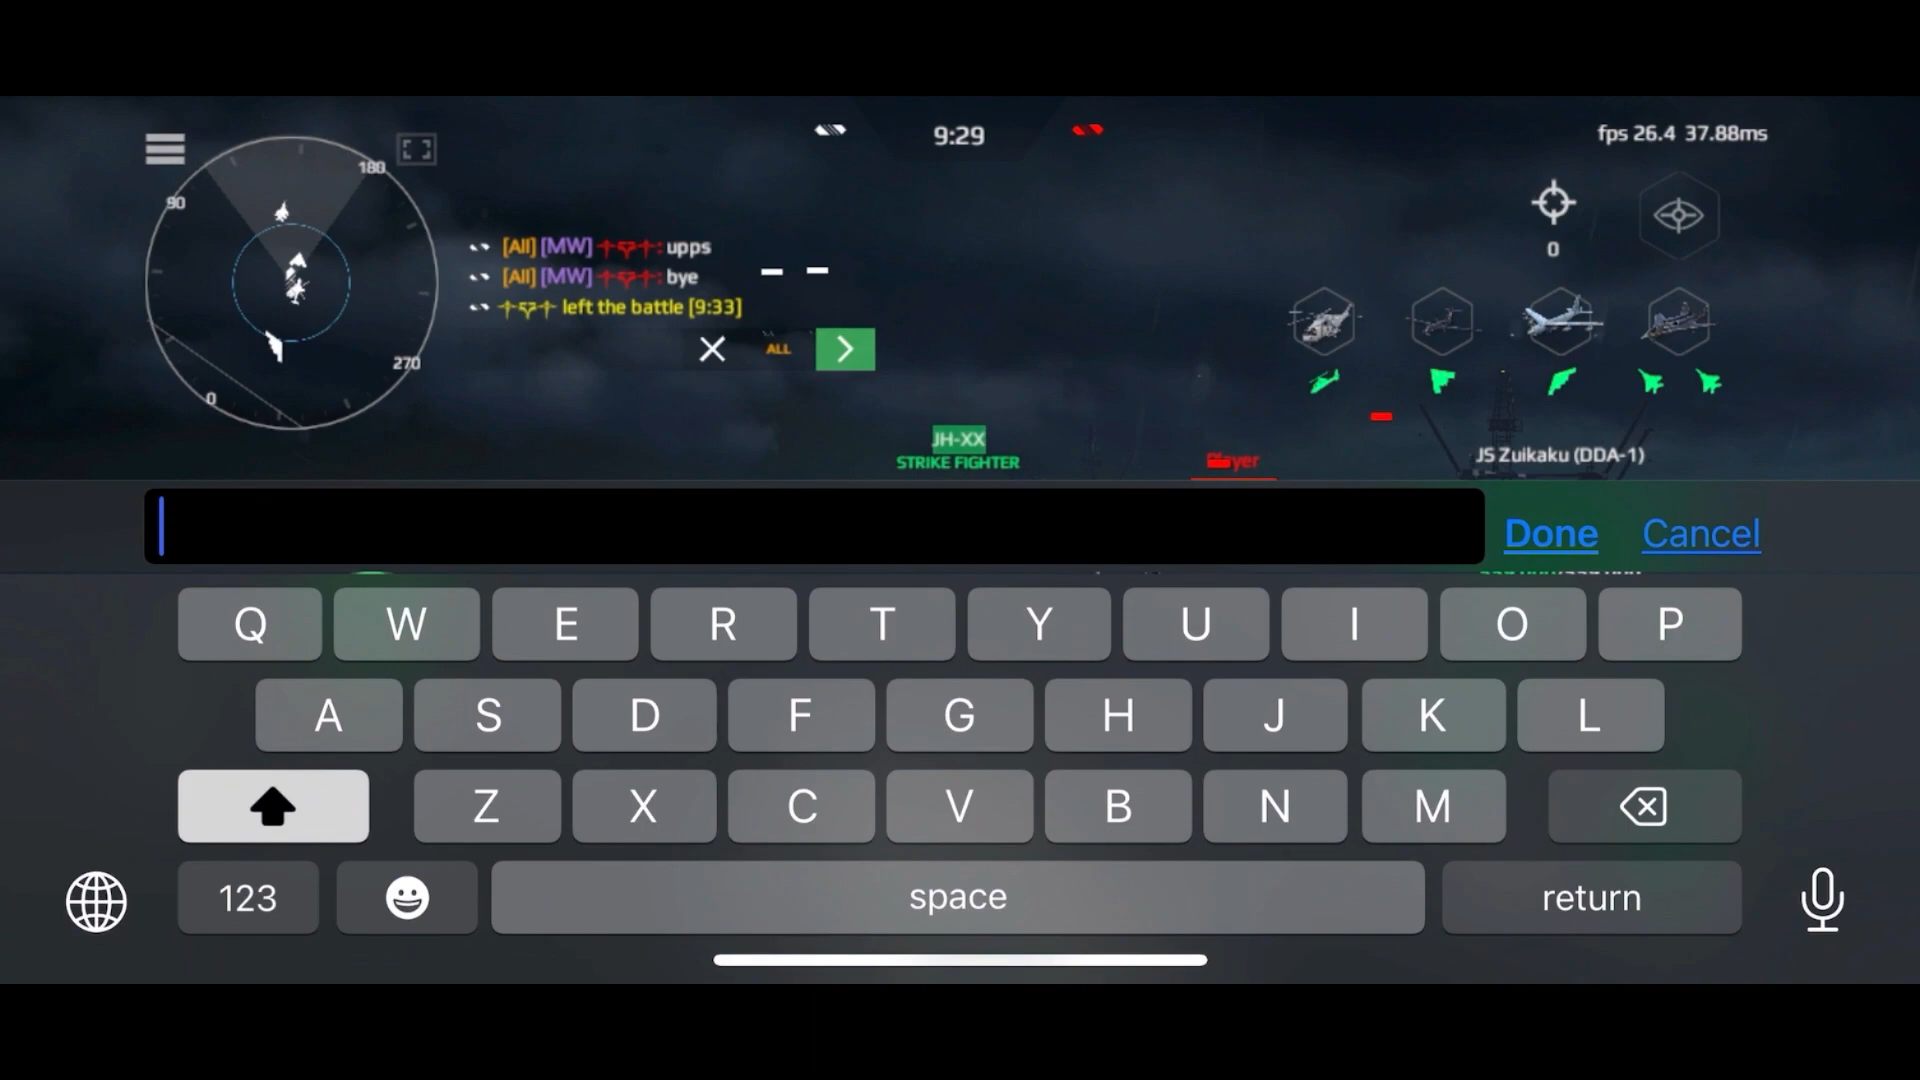 9:29
fps 26.4 37.88ms
180
90
270
0
[All] [MW] : upps
[All] [MW] : bye
left the battle [9:33]
ALL
0
JH-XX
STRIKE FIGHTER
JS Zuikaku (DDA-1)
Done Cancel
Q W E R T Y U I O P
A S D F G H J K L
Z X C V B N M
123 space return